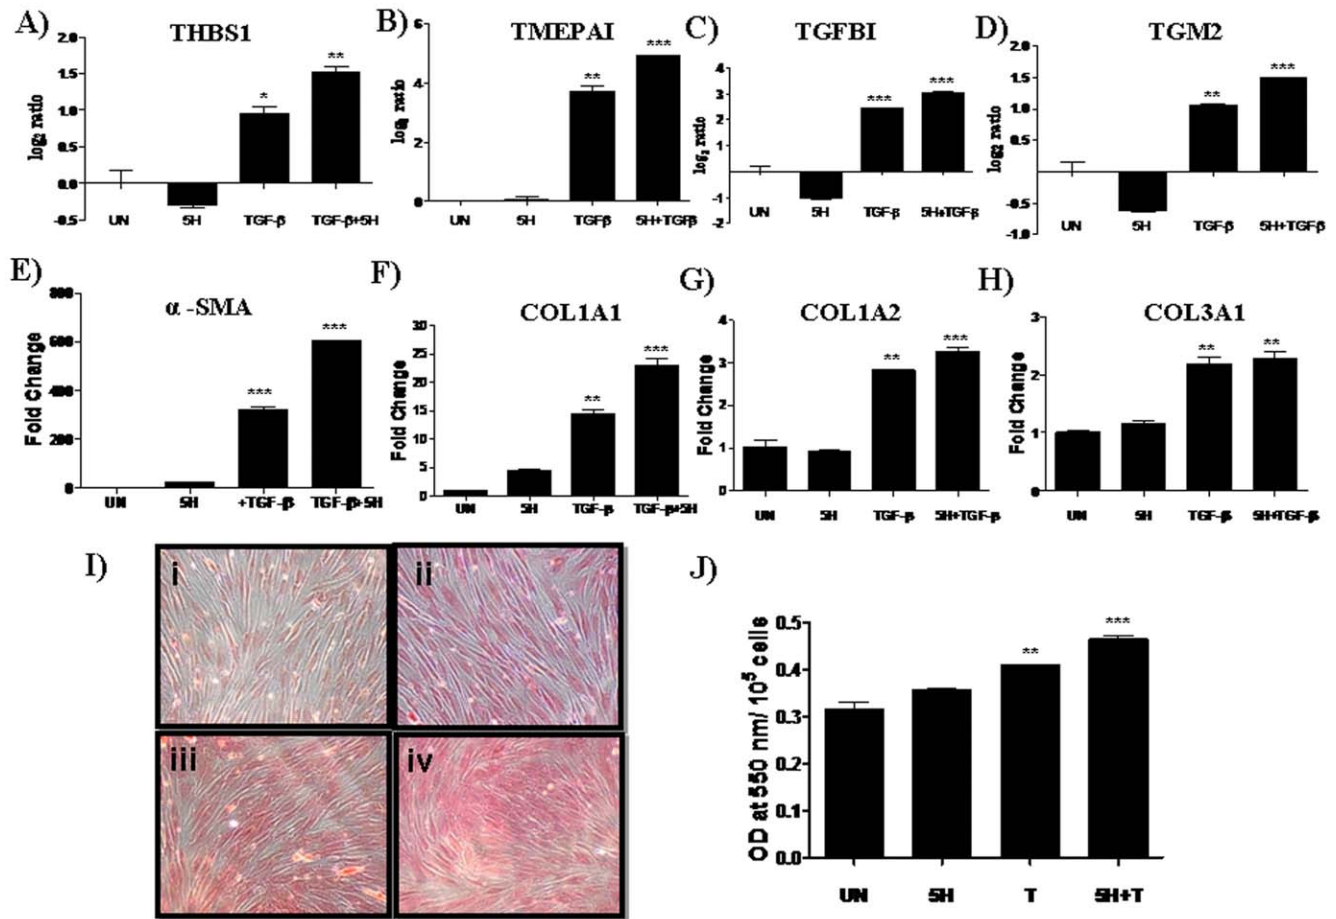 A) THBS1
2.0
1.5
1.0
0.5
0.0
-0.5
log₂ ratio
* **
UN 5H TGF-β TGF-β+5H
B) TMEPAI
6
4
2
0
ratio
** ***
UN 5H TGFβ 5H+TGFβ
C) TGFBI
4
3
2
1
-1
-2
log₂ ratio
*** ***
UN 5H TGF-β 5H+TGFβ
D) TGM2
2.0
1.5
1.0
0.5
-0.5
-1.0
log2 ratio
** ***
UN 5H TGF-β 5H+TGFβ
E) α -SMA
800
600
400
200
0
Fold Change
*** ***
UN 5H +TGF-β TGF-β+5H
F) COL1A1
30
25
20
15
10
5
0
Fold Change
** ***
UN 5H TGF-β TGF-β+5H
G) COL1A2
4
3
2
1
0
Fold Change
** ***
UN 5H TGF-β 5H+TGF-β
H) COL3A1
3
2
1
0
Fold Change
** **
UN 5H TGF-β 5H+TGF-β
I)
i ii
iii iv
J)
0.5
0.4
0.3
0.2
0.1
0.0
OD at 550 nm/ 10⁵ cells
** ***
UN 5H T 5H+T